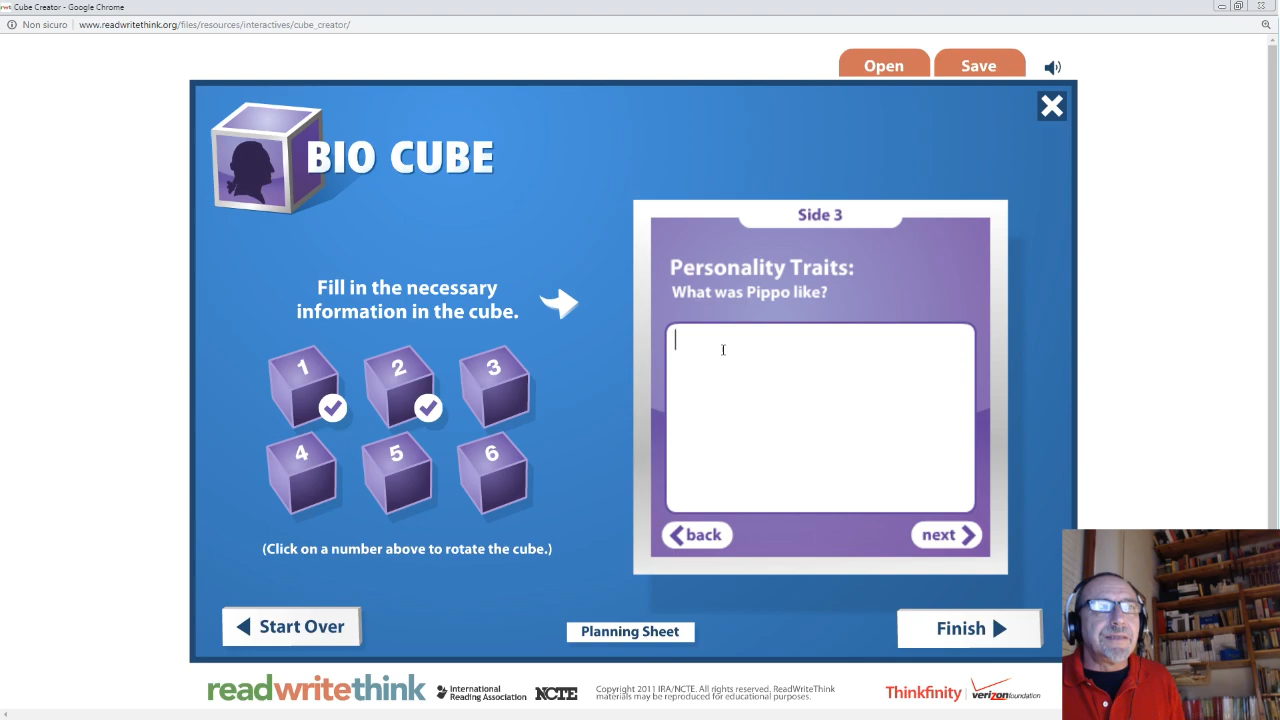 Cube Creator - Google Chrome
Non sicuro | www.readwritethink.org/files/resources/interactives/cube_creator/
Open
Save
BIO CUBE
Side 3
Personality Traits:
What was Pippo like?
Fill in the necessary
information in the cube.
1
2
3
4
5
6
back
next
(Click on a number above to rotate the cube.)
Start Over
Planning Sheet
Finish
readwritethink
International
Reading Association
NCTE
Copyright 2011 IRA/NCTE. All rights reserved. ReadWriteThink
materials may be reproduced for educational purposes.
Thinkfinity
verizonfoundation